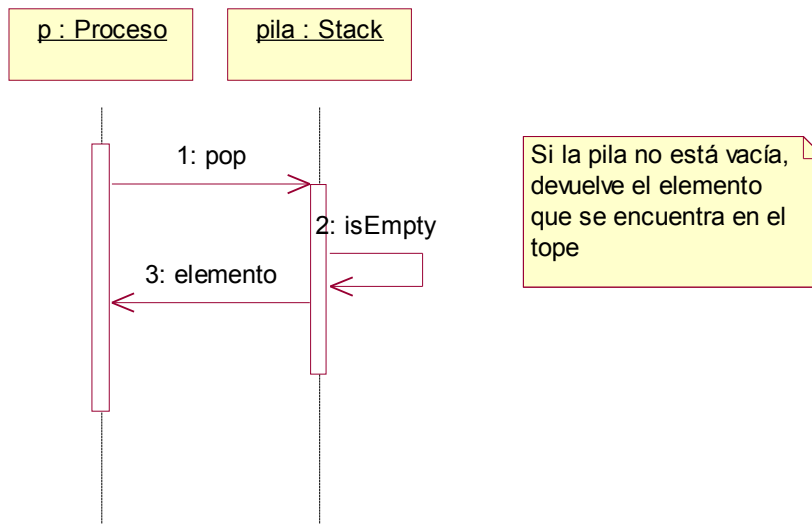 p : Proceso
pila : Stack
1: pop
2: isEmpty
3: elemento
Si la pila no está vacía,
devuelve el elemento
que se encuentra en el
tope